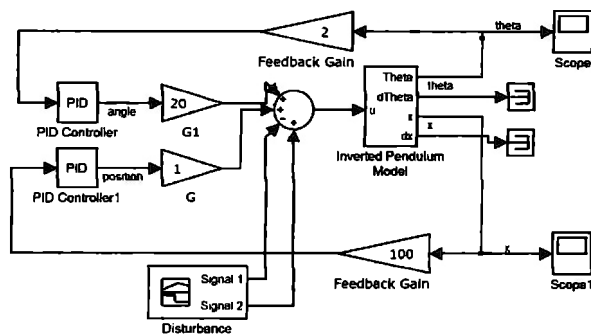 2
theta
Feedback Gain
Scope
PID
angle
20
PID Controller
G1
Theta
dTheta
theta
u
x
x
dx
Inverted Pendulum
Model
PID
position
1
PID Controller1
G
100
x
Feedback Gain
Scope1
Signal 1
Signal 2
Disturbance